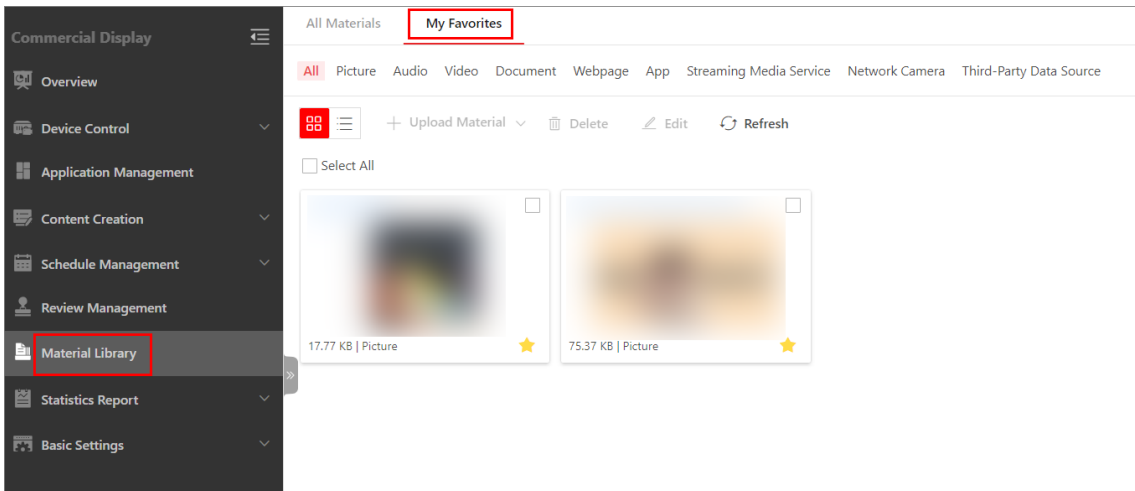 Commercial Display
Overview
Device Control
Application Management
Content Creation
Schedule Management
Review Management
Material Library
Statistics Report
Basic Settings
All Materials My Favorites
All Picture Audio Video Document Webpage App Streaming Media Service Network Camera Third-Party Data Source
Upload Material Delete Edit Refresh
Select All
17.77 KB | Picture
75.37 KB | Picture